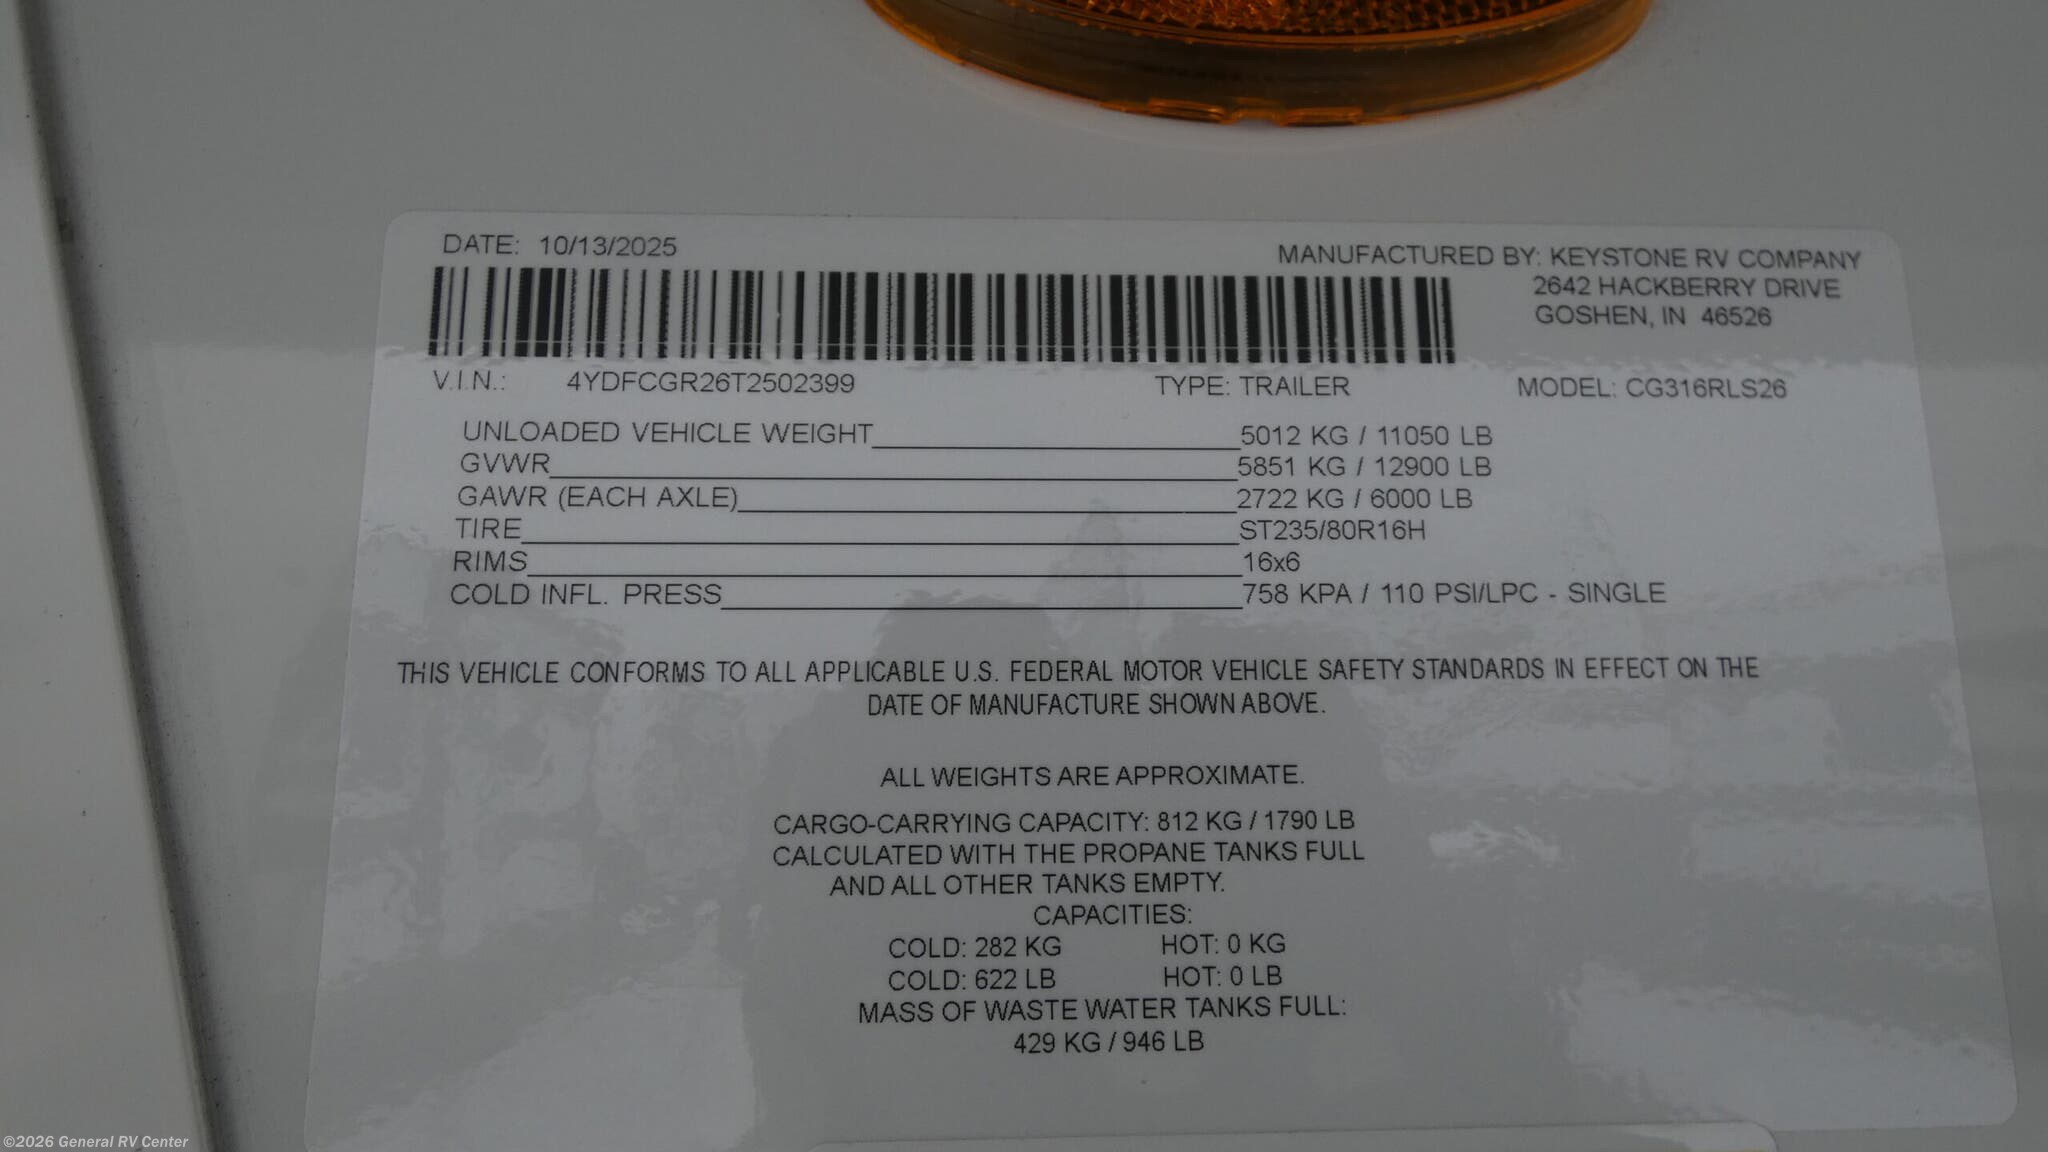 DATE: 10/13/2025
MANUFACTURED BY: KEYSTONE RV COMPANY
2642 HACKBERRY DRIVE
GOSHEN, IN 46526
V.I.N.: 4YDFCGR26T2502399 TYPE: TRAILER MODEL: CG316RLS26
UNLOADED VEHICLE WEIGHT 5012 KG / 11050 LB
GVWR 5851 KG / 12900 LB
GAWR (EACH AXLE) 2722 KG / 6000 LB
TIRE ST235/80R16H
RIMS 16x6
COLD INFL. PRESS 758 KPA / 110 PSI/LPC - SINGLE
THIS VEHICLE CONFORMS TO ALL APPLICABLE U.S. FEDERAL MOTOR VEHICLE SAFETY STANDARDS IN EFFECT ON THE
DATE OF MANUFACTURE SHOWN ABOVE.
ALL WEIGHTS ARE APPROXIMATE.
CARGO-CARRYING CAPACITY: 812 KG / 1790 LB
CALCULATED WITH THE PROPANE TANKS FULL
AND ALL OTHER TANKS EMPTY.
CAPACITIES:
COLD: 282 KG HOT: 0 KG
COLD: 622 LB HOT: 0 LB
MASS OF WASTE WATER TANKS FULL:
429 KG / 946 LB
©2026 General RV Center